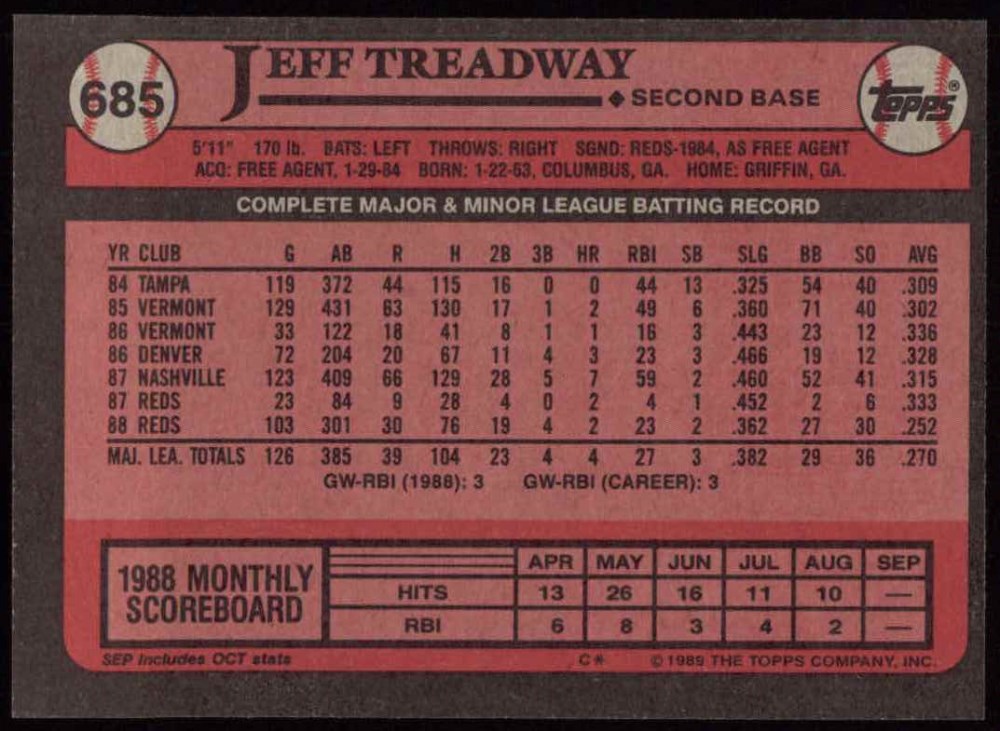 685 JEFF TREADWAY topps®
SECOND BASE
5'11" 170 lb. BATS: LEFT THROWS: RIGHT SGND: REDS-1984, AS FREE AGENT
ACQ: FREE AGENT, 1-29-84 BORN: 1-22-63, COLUMBUS, GA. HOME: GRIFFIN, GA.
COMPLETE MAJOR & MINOR LEAGUE BATTING RECORD
YR CLUB G AB R H 2B 3B HR RBI SB SLG BB SO AVG
84 TAMPA 119 372 44 115 16 0 0 44 13 .325 54 40 .309
85 VERMONT 129 431 63 130 17 1 2 49 6 .360 71 40 .302
86 VERMONT 33 122 18 41 8 1 1 16 3 .443 23 12 .336
86 DENVER 72 204 20 67 11 4 3 23 3 .466 19 12 .328
87 NASHVILLE 123 409 66 129 28 5 7 59 2 .460 52 41 .315
87 REDS 23 84 9 28 4 0 2 4 1 .452 2 6 .333
88 REDS 103 301 30 76 19 4 2 23 2 .362 27 30 .252
MAJ. LEA. TOTALS 126 385 39 104 23 4 4 27 3 .382 29 36 .270
GW-RBI (1988): 3 GW-RBI (CAREER): 3
1988 MONTHLY
SCOREBOARD
APR MAY JUN JUL AUG SEP
HITS 13 26 16 11 10 —
RBI 6 8 3 4 2 —
SEP includes OCT stats C* © 1989 THE TOPPS COMPANY, INC.